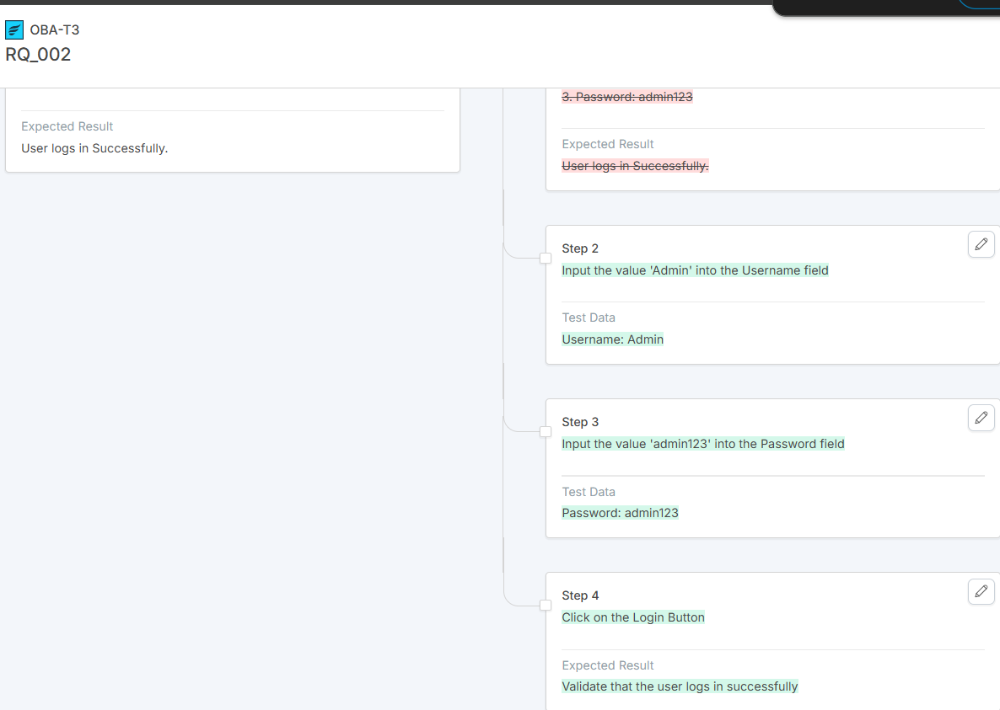 OBA-T3
RQ_002
Expected Result
User logs in Successfully.
3. Password: admin123
Expected Result
User logs in Successfully.
Step 2
Input the value 'Admin' into the Username field
Test Data
Username: Admin
Step 3
Input the value 'admin123' into the Password field
Test Data
Password: admin123
Step 4
Click on the Login Button
Expected Result
Validate that the user logs in successfully